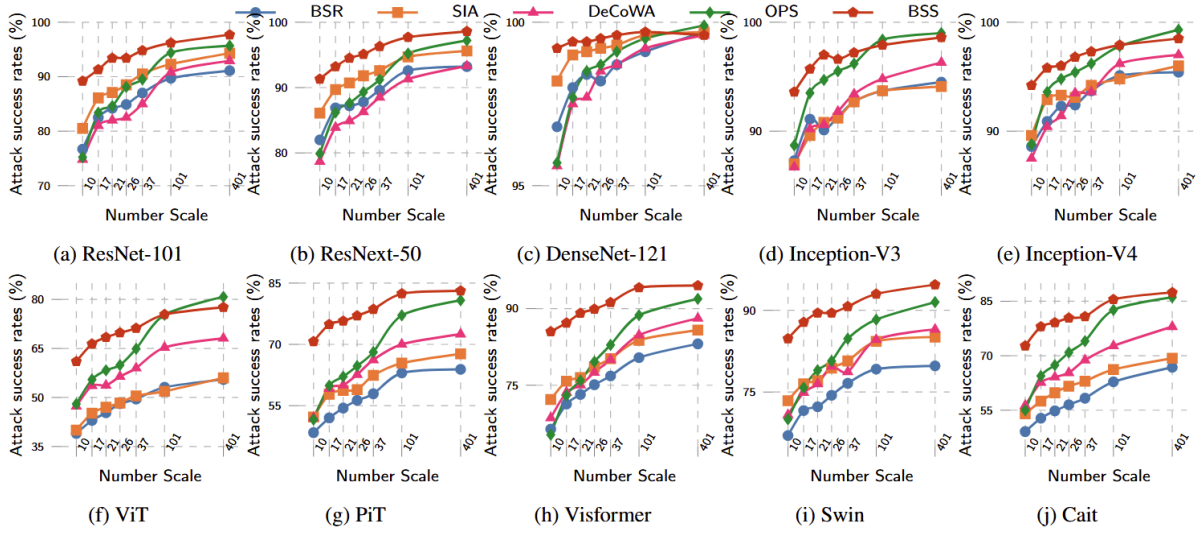 BSR SIA DeCoWA OPS BSS
Attack success rates (%)
100
90
80
70
10 17 21 26 37 101 401
Number Scale
(a) ResNet-101
Attack success rates (%)
100
90
80
10 17 21 26 37 101 401
Number Scale
(b) ResNext-50
Attack success rates (%)
100
95
10 17 21 26 37 101 401
Number Scale
(c) DenseNet-121
Attack success rates (%)
100
90
10 17 21 26 37 101 401
Number Scale
(d) Inception-V3
Attack success rates (%)
100
90
10 17 21 26 37 101 401
Number Scale
(e) Inception-V4
Attack success rates (%)
80
65
50
35
10 17 21 26 37 101 401
Number Scale
(f) ViT
Attack success rates (%)
85
70
55
10 17 21 26 37 101 401
Number Scale
(g) PiT
Attack success rates (%)
90
75
10 17 21 26 37 101 401
Number Scale
(h) Visformer
Attack success rates (%)
90
75
10 17 21 26 37 101 401
Number Scale
(i) Swin
Attack success rates (%)
85
70
55
10 17 21 26 37 101 401
Number Scale
(j) Cait